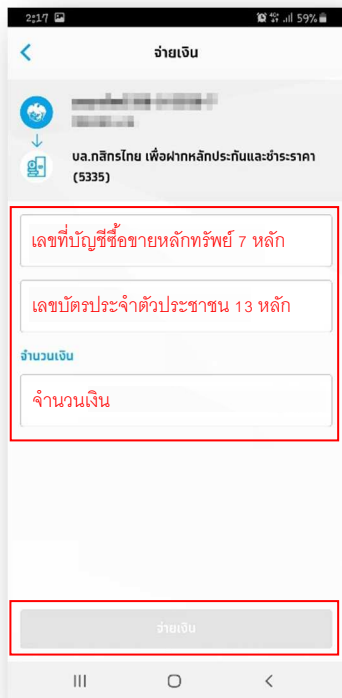 2:17 4G+ 59%
จ่ายเงิน
บล.กสิกรไทย เพื่อฝากหลักประกันและชำระราคา
(5335)
เลขที่บัญชีซื้อขายหลักทรัพย์ 7 หลัก
เลขบัตรประจำตัวประชาชน 13 หลัก
จำนวนเงิน
จำนวนเงิน
จ่ายเงิน